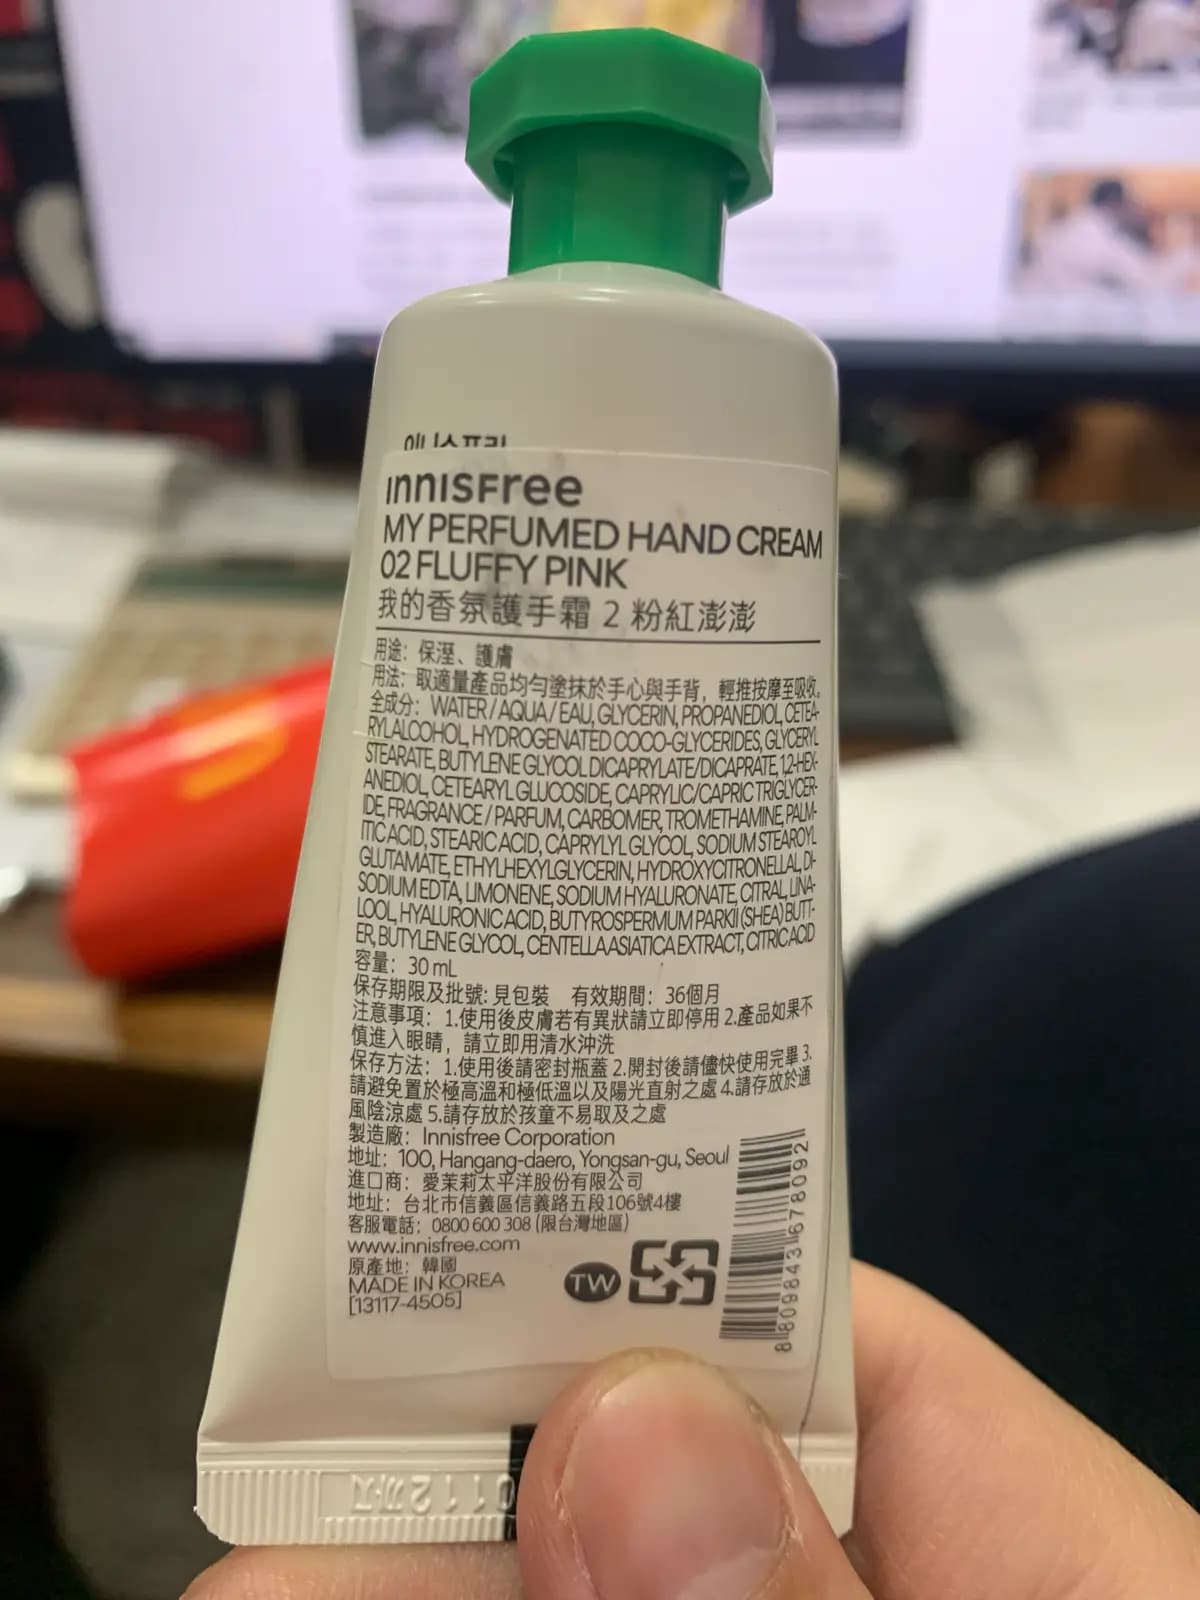 innisfree
MY PERFUMED HAND CREAM
02 FLUFFY PINK
我的香氛護手霜 2 粉紅澎澎
用途：保溼、護膚
用法：取適量產品均勻塗抹於手心與手背，輕推按摩至吸收。
全成分：WATER / AQUA / EAU, GLYCERIN, PROPANEDIOL, CETEA-
RYL ALCOHOL, HYDROGENATED COCO-GLYCERIDES, GLYCERYL
STEARATE, BUTYLENE GLYCOL DICAPRYLATE/DICAPRATE, 1,2-HEX-
ANEDIOL, CETEARYL GLUCOSIDE, CAPRYLIC/CAPRIC TRIGLYCER-
IDE, FRAGRANCE / PARFUM, CARBOMER, TROMETHAMINE, PALM-
ITIC ACID, STEARIC ACID, CAPRYLYL GLYCOL, SODIUM STEAROYL
GLUTAMATE, ETHYLHEXYLGLYCERIN, HYDROXYCITRONELLAL, DI-
SODIUM EDTA, LIMONENE, SODIUM HYALURONATE, CITRAL, LINA-
LOOL, HYALURONIC ACID, BUTYROSPERMUM PARKII (SHEA) BUTT-
ER, BUTYLENE GLYCOL, CENTELLA ASIATICA EXTRACT, CITRIC ACID
容量：30 mL
保存期限及批號：見包裝 有效期間：36個月
注意事項：1.使用後皮膚若有異狀請立即停用 2.產品如果不
慎進入眼睛，請立即用清水沖洗
保存方法：1.使用後請密封瓶蓋 2.開封後請儘快使用完畢 3.
請避免置於極高溫和極低溫以及陽光直射之處 4.請存放於通
風陰涼處 5.請存放於孩童不易取及之處
製造廠：Innisfree Corporation
地址：100, Hangang-daero, Yongsan-gu, Seoul
進口商：愛茉莉太平洋股份有限公司
地址：台北市信義區信義路五段106號4樓
客服電話：0800 600 308 (限台灣地區)
www.innisfree.com
原產地：韓國
MADE IN KOREA
[13117-4505]
TW
8 809843 678092